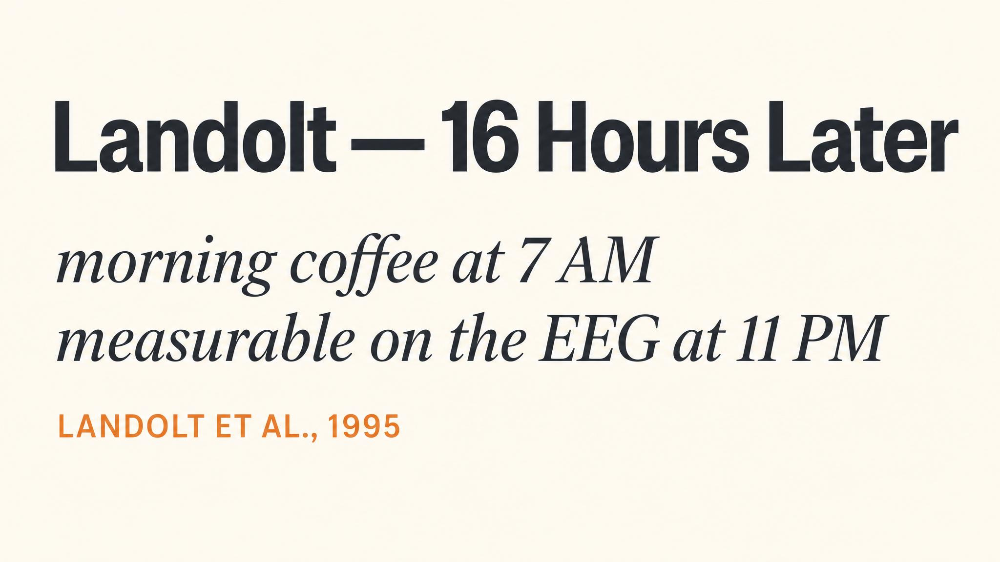 Landolt — 16 Hours Later
morning coffee at 7 AM
measurable on the EEG at 11 PM
LANDOLT ET AL., 1995